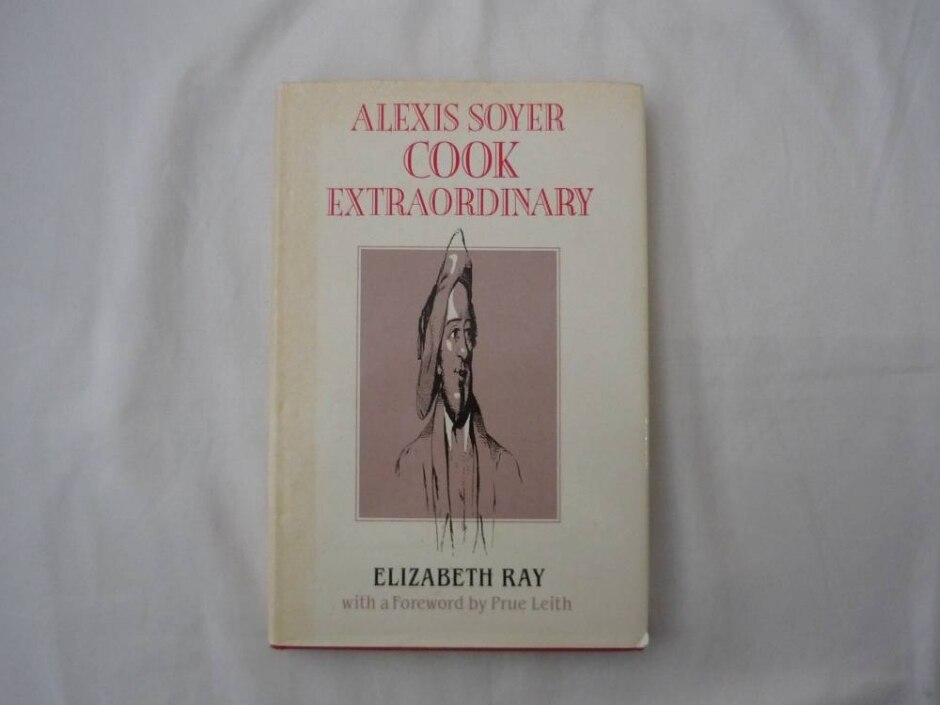 ALEXIS SOYER
COOK
EXTRAORDINARY
ELIZABETH RAY
with a Foreword by Prue Leith